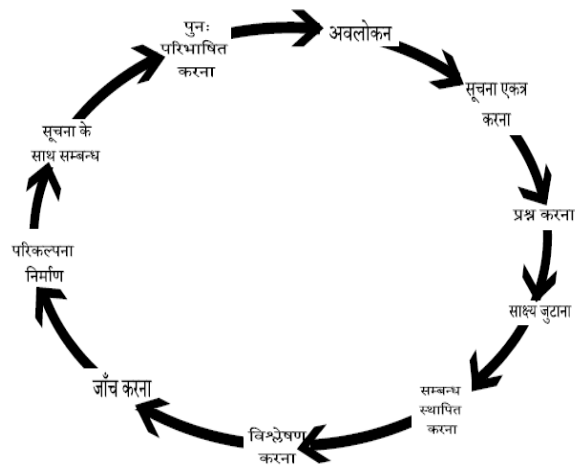 अवलोकन
सूचना एकत्र
करना
प्रश्न करना
साक्ष्य जुटाना
सम्बन्ध
स्थापित
करना
विश्लेषण
करना
जाँच करना
परिकल्पना
निर्माण
सूचना के
साथ सम्बन्ध
पुनः
परिभाषित
करना